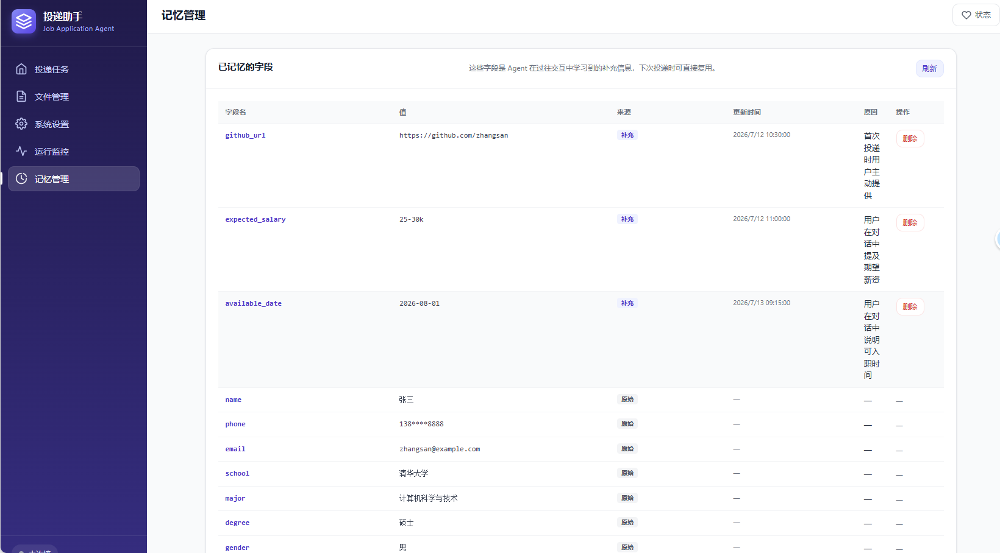 投递助手
Job Application Agent
投递任务
文件管理
系统设置
运行监控
记忆管理
记忆管理
状态
已记忆的字段
这些字段是 Agent 在过往交互中学习到的补充信息，下次投递时可直接复用。
刷新
字段名 值 来源 更新时间 原因 操作
github_url https://github.com/zhangsan 补充 2026/7/12 10:30:00 首次 删除
投递
时用
户主
动提
供
expected_salary 25-30k 补充 2026/7/12 11:00:00 用户 删除
在对
话中
提及
期望
薪资
available_date 2026-08-01 补充 2026/7/13 09:15:00 用户 删除
在对
话中
说明
可入
职时
间
name 张三 原始 — — —
phone 138****8888 原始 — — —
email zhangsan@example.com 原始 — — —
school 清华大学 原始 — — —
major 计算机科学与技术 原始 — — —
degree 硕士 原始 — — —
gender 男 原始 — — —